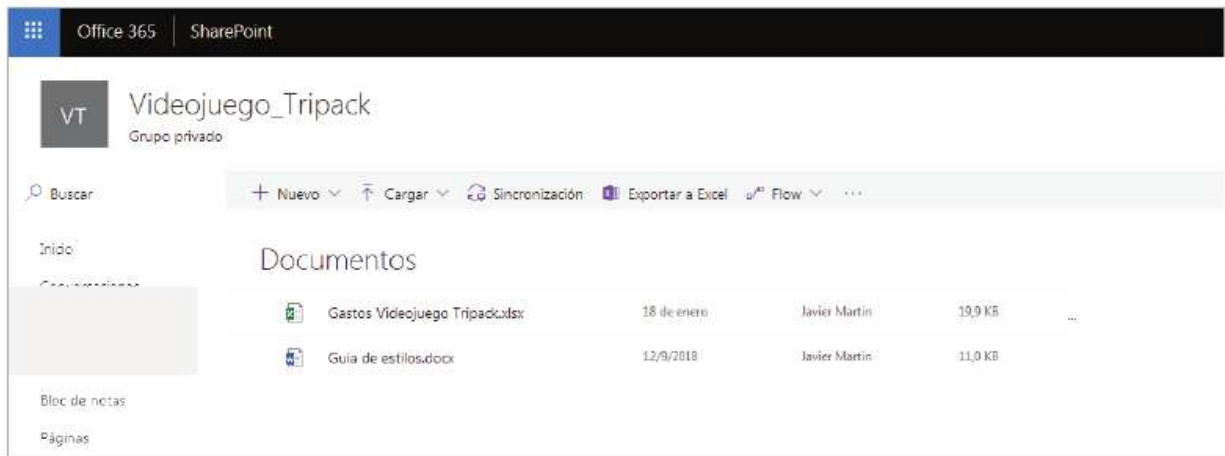 Office 365 SharePoint
VT
Videojuego_Tripack
Grupo privado
Buscar
Nuevo Cargar Sincronización Exportar a Excel Flow ...
Inicio
Documentos
Conversaciones
Gastos Videojuego Tripack.xlsx 18 de enero Javier Martin 19,9 KB ...
Guia de estilos.docx 12/9/2018 Javier Martin 11,0 KB
Bloc de notas
Páginas